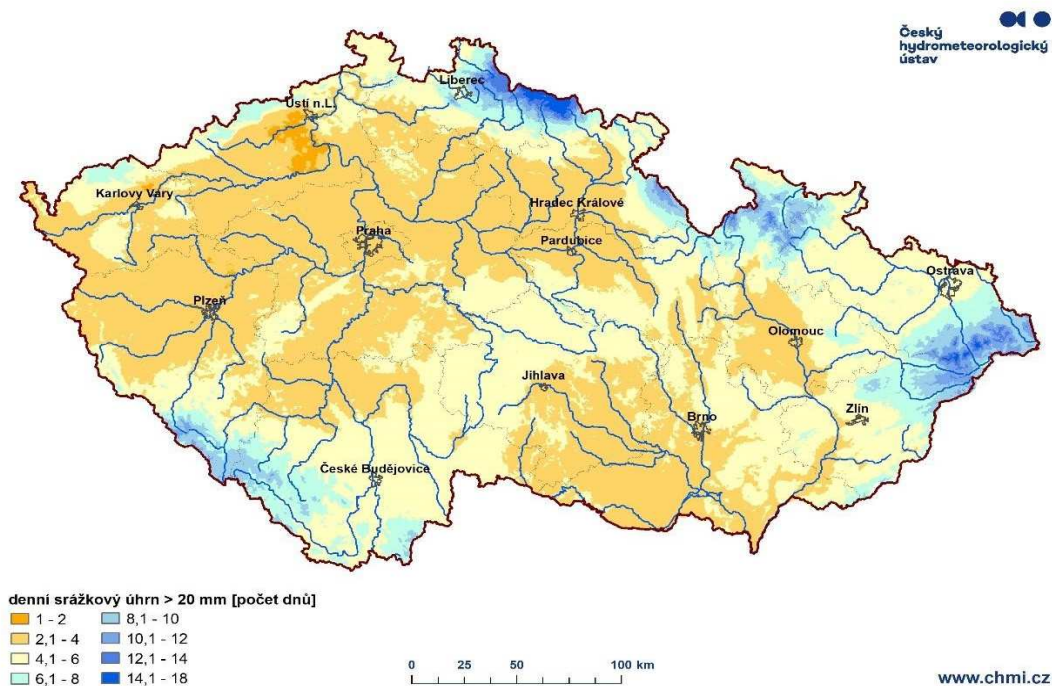 Český
hydrometeorologický
ústav
Liberec
Ústí n.L.
Karlovy Vary
Hradec Králové
Praha
Pardubice
Ostrava
Plzeň
Olomouc
Jihlava
Zlín
Brno
České Budějovice
denní srážkový úhrn > 20 mm [počet dnů]
1 - 2
2,1 - 4
4,1 - 6
6,1 - 8
8,1 - 10
10,1 - 12
12,1 - 14
14,1 - 18
0 25 50 100 km
www.chmi.cz